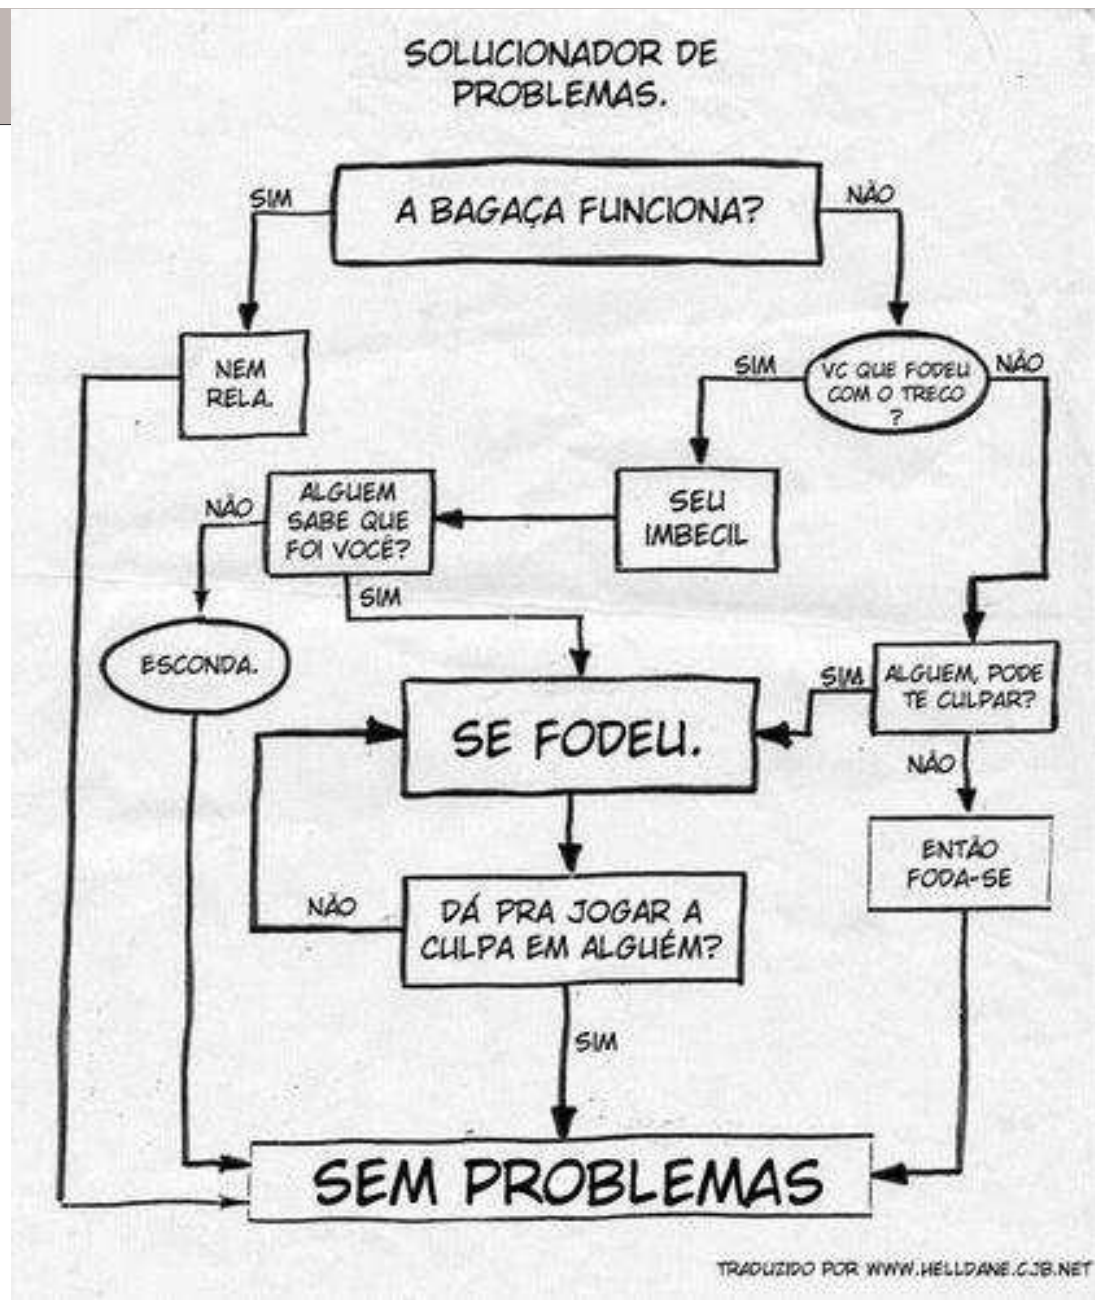 SOLUCIONADOR DE
PROBLEMAS.
A BAGAÇA FUNCIONA?
SIM
NÃO
NEM
RELA.
VC QUE FODEU
COM O TRECO
?
SIM
NÃO
SEU
IMBECIL
ALGUEM
SABE QUE
FOI VOCÊ?
NÃO
SIM
ESCONDA.
ALGUEM, PODE
TE CULPAR?
SIM
NÃO
SE FODEU.
ENTÃO
FODA-SE
DÁ PRA JOGAR A
CULPA EM ALGUÉM?
NÃO
SIM
SEM PROBLEMAS
TRADUZIDO POR WWW.HELLDANE.CJB.NET